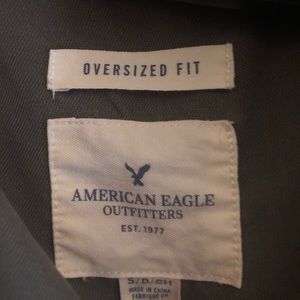 OVERSIZED FIT
AMERICAN EAGLE
OUTFITTERS
EST. 1977
S/P/CH
MADE IN CHINA